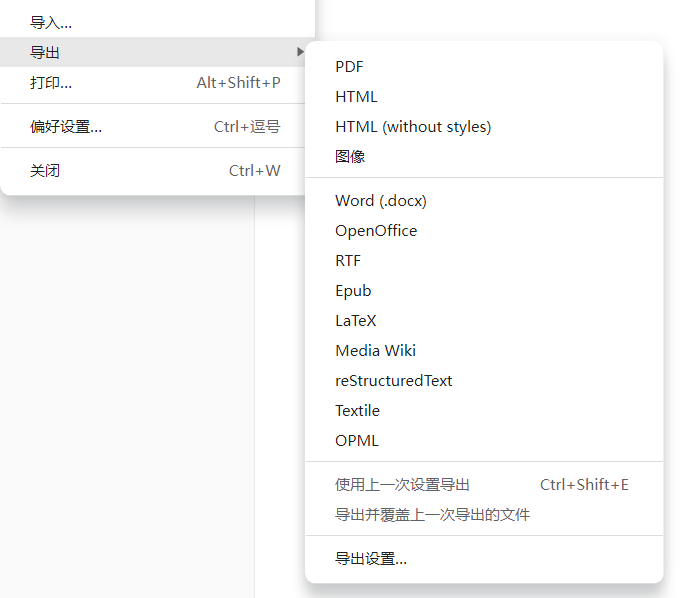 导入...
导出
打印... Alt+Shift+P
偏好设置... Ctrl+逗号
关闭 Ctrl+W
PDF
HTML
HTML (without styles)
图像
Word (.docx)
OpenOffice
RTF
Epub
LaTeX
Media Wiki
reStructuredText
Textile
OPML
使用上一次设置导出 Ctrl+Shift+E
导出并覆盖上一次导出的文件
导出设置...